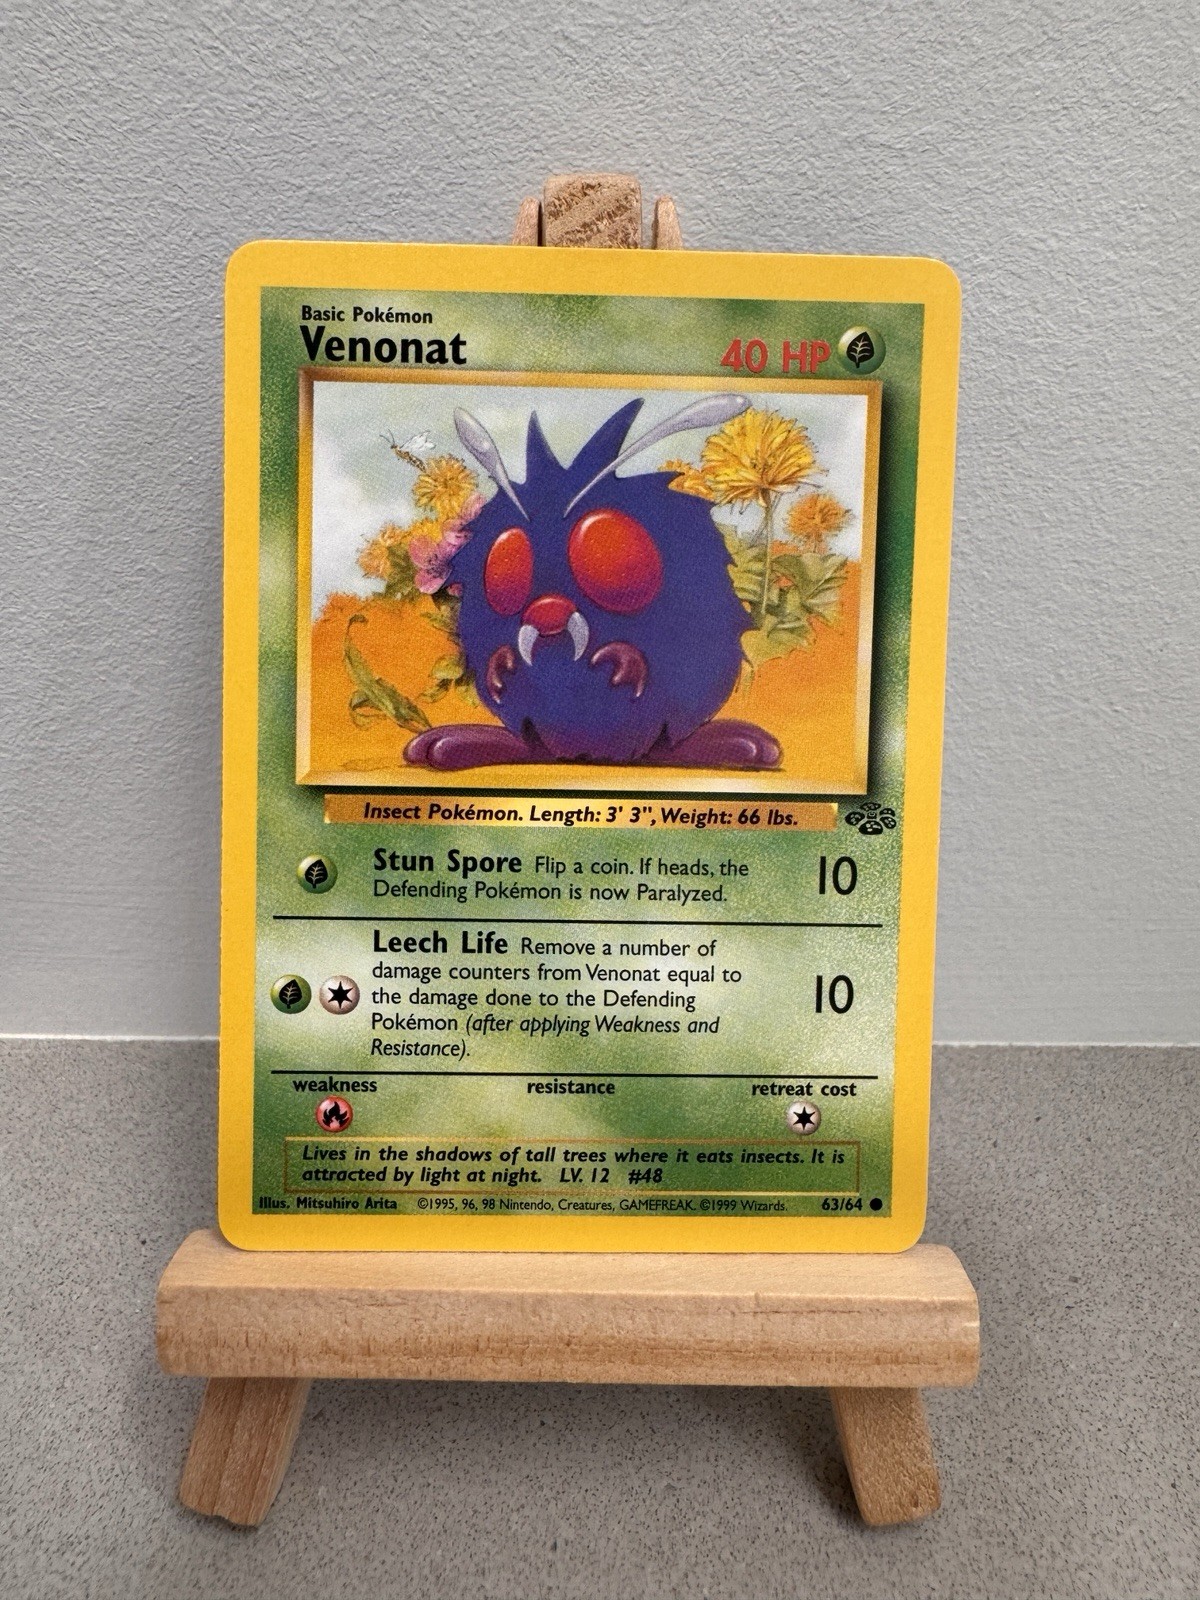 Basic Pokémon
Venonat
40 HP
Insect Pokémon. Length: 3' 3", Weight: 66 lbs.
Stun Spore Flip a coin. If heads, the
Defending Pokémon is now Paralyzed.
10
Leech Life Remove a number of
damage counters from Venonat equal to
the damage done to the Defending
Pokémon (after applying Weakness and
Resistance).
10
weakness resistance retreat cost
Lives in the shadows of tall trees where it eats insects. It is
attracted by light at night. LV. 12 #48
Illus. Mitsuhiro Arita ©1995, 96, 98 Nintendo, Creatures, GAMEFREAK. ©1999 Wizards. 63/64